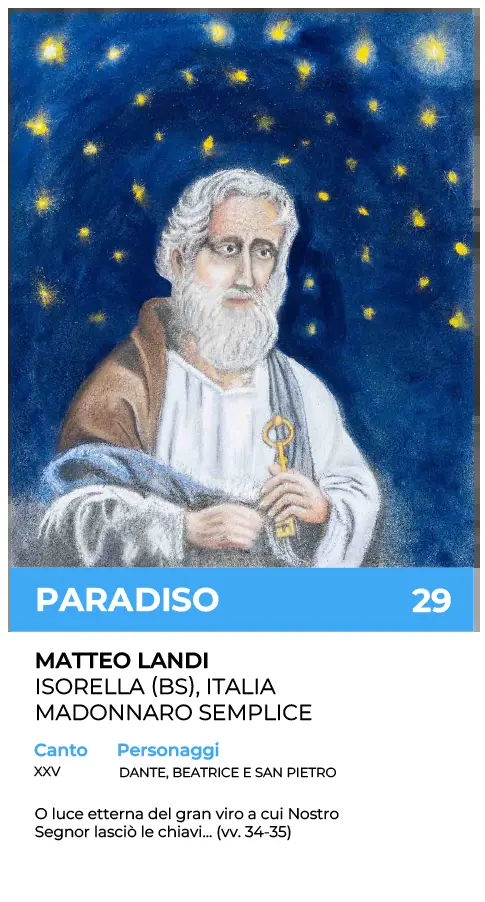 PARADISO 29
MATTEO LANDI
ISORELLA (BS), ITALIA
MADONNARO SEMPLICE
Canto Personaggi
XXV DANTE, BEATRICE E SAN PIETRO
O luce etterna del gran viro a cui Nostro
Segnor lasciò le chiavi... (vv. 34-35)